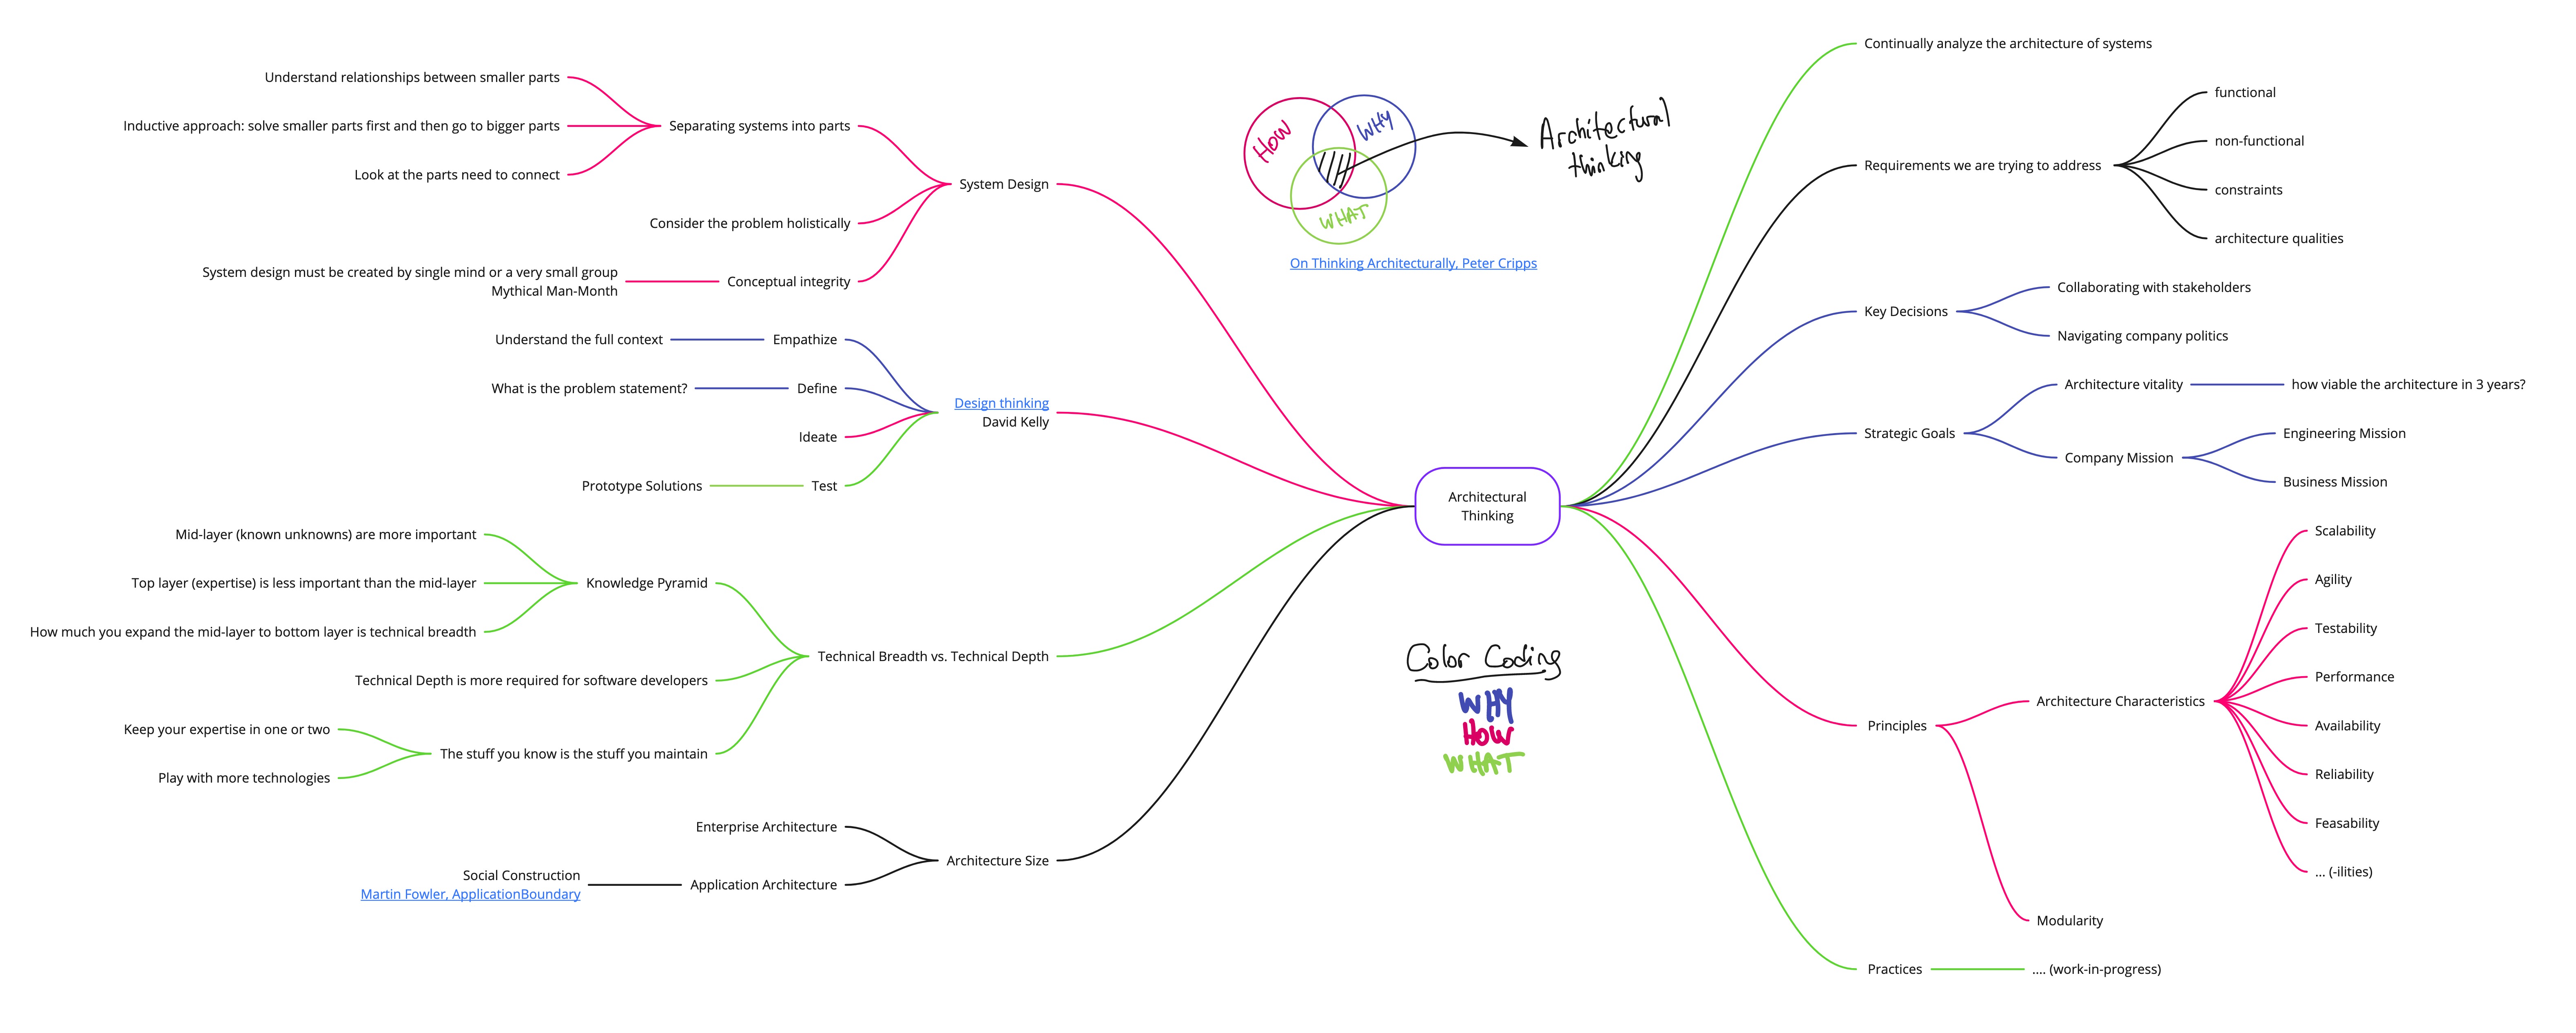 Understand relationships between smaller parts
Inductive approach: solve smaller parts first and then go to bigger parts
Look at the parts need to connect
Separating systems into parts
Consider the problem holistically
System design must be created by single mind or a very small group
Mythical Man-Month
Conceptual integrity
System Design
Understand the full context
Empathize
What is the problem statement?
Define
Ideate
Prototype Solutions
Test
Design thinking
David Kelly
Mid-layer (known unknowns) are more important
Top layer (expertise) is less important than the mid-layer
How much you expand the mid-layer to bottom layer is technical breadth
Knowledge Pyramid
Technical Depth is more required for software developers
Keep your expertise in one or two
Play with more technologies
The stuff you know is the stuff you maintain
Technical Breadth vs. Technical Depth
Enterprise Architecture
Social Construction
Martin Fowler, ApplicationBoundary
Application Architecture
Architecture Size
HOW
WHY
WHAT
Architectural
thinking
On Thinking Architecturally, Peter Cripps
Architectural
Thinking
Color Coding
WHY
HOW
WHAT
Continually analyze the architecture of systems
Requirements we are trying to address
functional
non-functional
constraints
architecture qualities
Key Decisions
Collaborating with stakeholders
Navigating company politics
Strategic Goals
Architecture vitality
how viable the architecture in 3 years?
Company Mission
Engineering Mission
Business Mission
Principles
Architecture Characteristics
Scalability
Agility
Testability
Performance
Availability
Reliability
Feasability
... (-ilities)
Modularity
Practices
.... (work-in-progress)